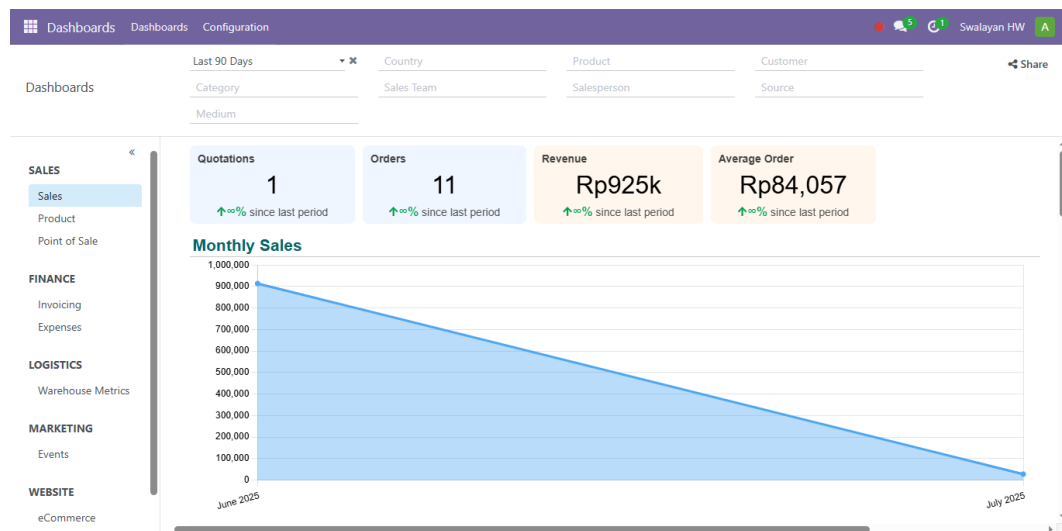 Dashboards Dashboards Configuration 5 1 Swalayan HW A
Dashboards
Last 90 Days Country Product Customer
Category Sales Team Salesperson Source
Medium
Share
«
SALES
Sales
Product
Point of Sale
FINANCE
Invoicing
Expenses
LOGISTICS
Warehouse Metrics
MARKETING
Events
WEBSITE
eCommerce
Quotations
1
↑∞% since last period
Orders
11
↑∞% since last period
Revenue
Rp925k
↑∞% since last period
Average Order
Rp84,057
↑∞% since last period
Monthly Sales
1,000,000
900,000
800,000
700,000
600,000
500,000
400,000
300,000
200,000
100,000
0
June 2025 July 2025